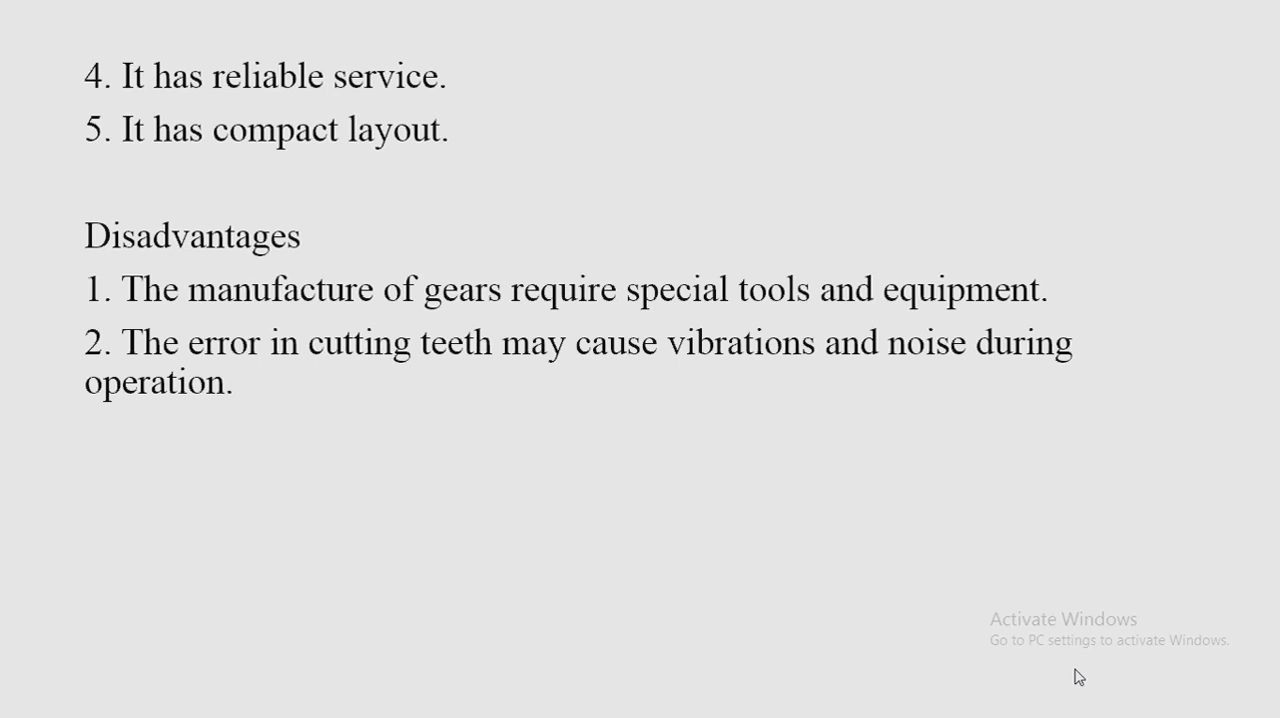 4. It has reliable service.
5. It has compact layout.
Disadvantages
1. The manufacture of gears require special tools and equipment.
2. The error in cutting teeth may cause vibrations and noise during
operation.
Activate Windows
Go to PC settings to activate Windows.